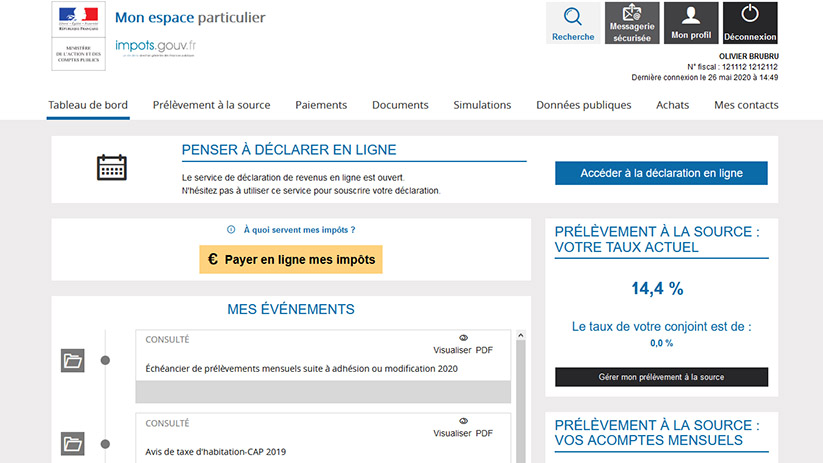 Mon espace particulier
impots.gouv.fr
RÉPUBLIQUE FRANÇAISE
MINISTÈRE
DE L'ACTION ET DES
COMPTES PUBLICS
Recherche
Messagerie
sécurisée
Mon profil
Déconnexion
OLIVIER BRUBRU
N° fiscal : 121112 1212112
Dernière connexion le 26 mai 2020 à 14:49
Tableau de bord
Prélèvement à la source
Paiements
Documents
Simulations
Données publiques
Achats
Mes contacts
PENSER À DÉCLARER EN LIGNE
Le service de déclaration de revenus en ligne est ouvert.
N'hésitez pas à utiliser ce service pour souscrire votre déclaration.
Accéder à la déclaration en ligne
À quoi servent mes impôts ?
€ Payer en ligne mes impôts
MES ÉVÉNEMENTS
CONSULTÉ
Visualiser PDF
Échéancier de prélèvements mensuels suite à adhésion ou modification 2020
CONSULTÉ
Visualiser PDF
Avis de taxe d'habitation-CAP 2019
PRÉLÈVEMENT À LA SOURCE :
VOTRE TAUX ACTUEL
14,4 %
Le taux de votre conjoint est de :
0,0 %
Gérer mon prélèvement à la source
PRÉLÈVEMENT À LA SOURCE :
VOS ACOMPTES MENSUELS